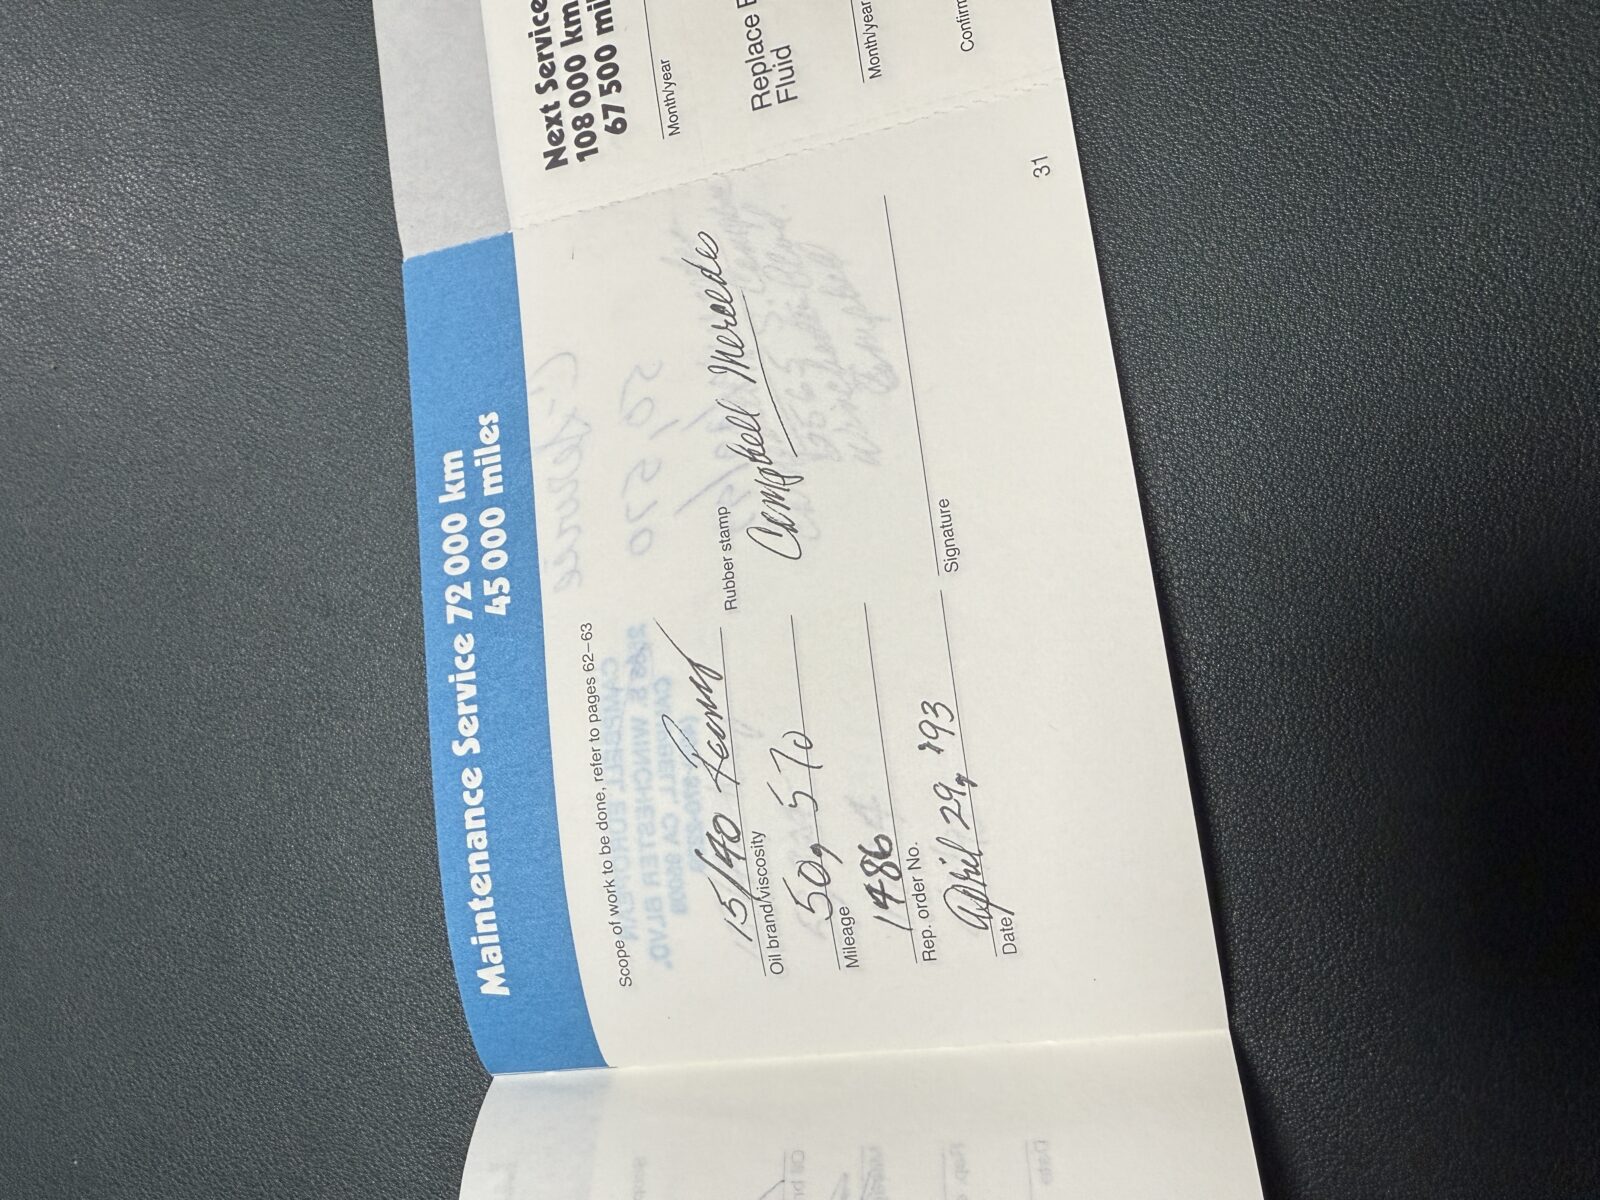 Maintenance Service 72 000 km
45 000 miles
Scope of work to be done, refer to pages 62–63
15/40
Oil brand/viscosity
50,570
Mileage
1486
Rep. order No.
April 29, '93
Date
Rubber stamp
Campbell Mercedes
Signature
31
Next Service
108 000 km
67 500 mi
Month/year
Replace
Fluid
Month/year
Confirm